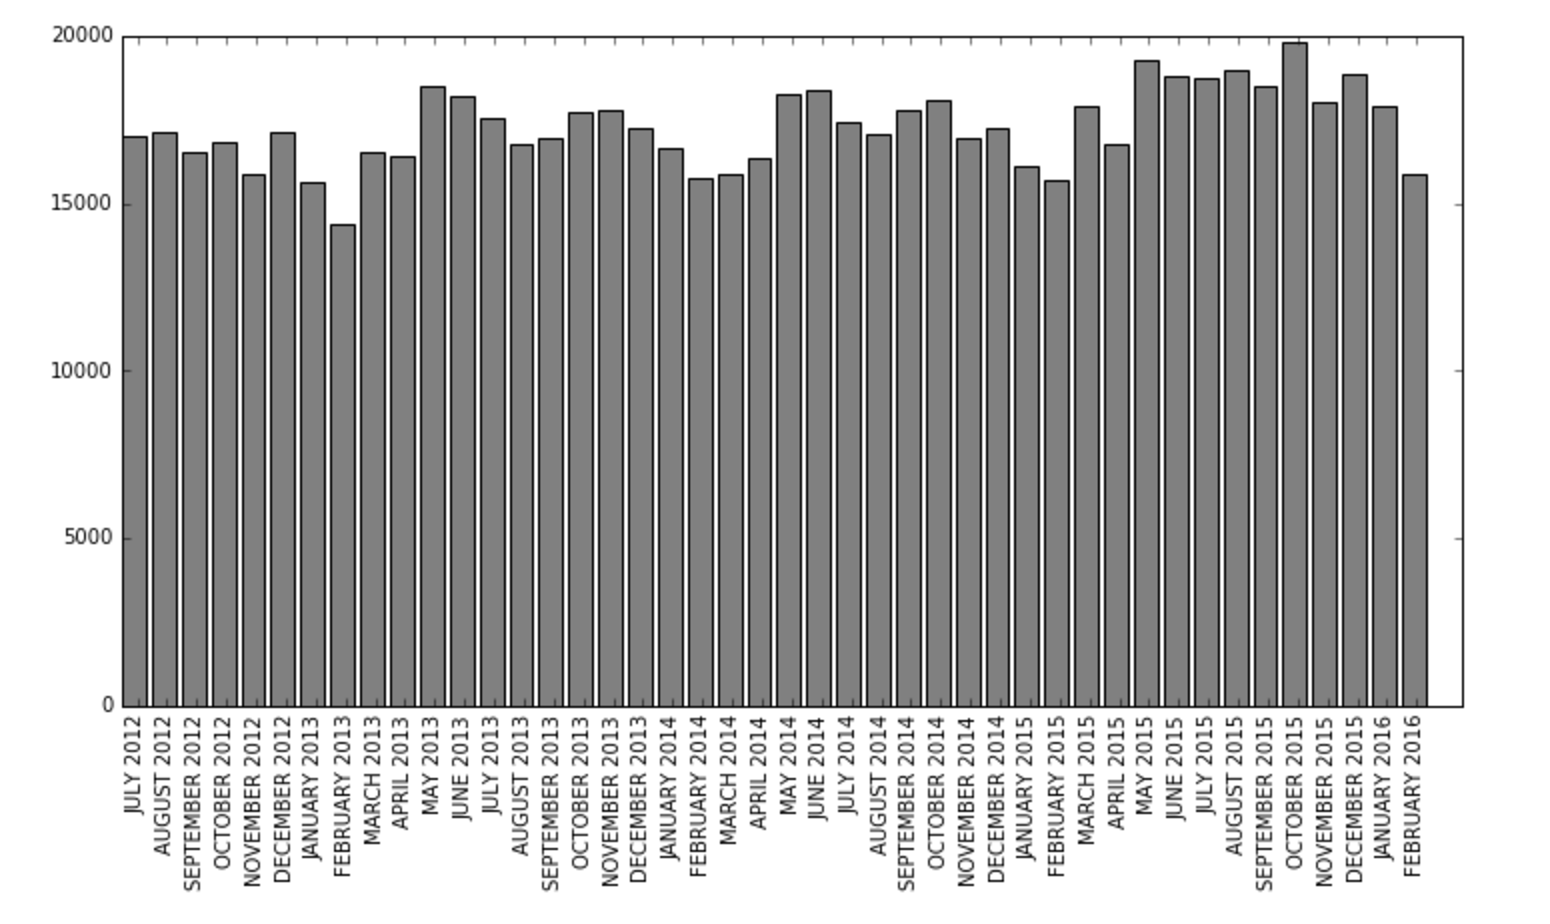 20000
15000
10000
5000
0
JULY 2012
AUGUST 2012
SEPTEMBER 2012
OCTOBER 2012
NOVEMBER 2012
DECEMBER 2012
JANUARY 2013
FEBRUARY 2013
MARCH 2013
APRIL 2013
MAY 2013
JUNE 2013
JULY 2013
AUGUST 2013
SEPTEMBER 2013
OCTOBER 2013
NOVEMBER 2013
DECEMBER 2013
JANUARY 2014
FEBRUARY 2014
MARCH 2014
APRIL 2014
MAY 2014
JUNE 2014
JULY 2014
AUGUST 2014
SEPTEMBER 2014
OCTOBER 2014
NOVEMBER 2014
DECEMBER 2014
JANUARY 2015
FEBRUARY 2015
MARCH 2015
APRIL 2015
MAY 2015
JUNE 2015
JULY 2015
AUGUST 2015
SEPTEMBER 2015
OCTOBER 2015
NOVEMBER 2015
DECEMBER 2015
JANUARY 2016
FEBRUARY 2016